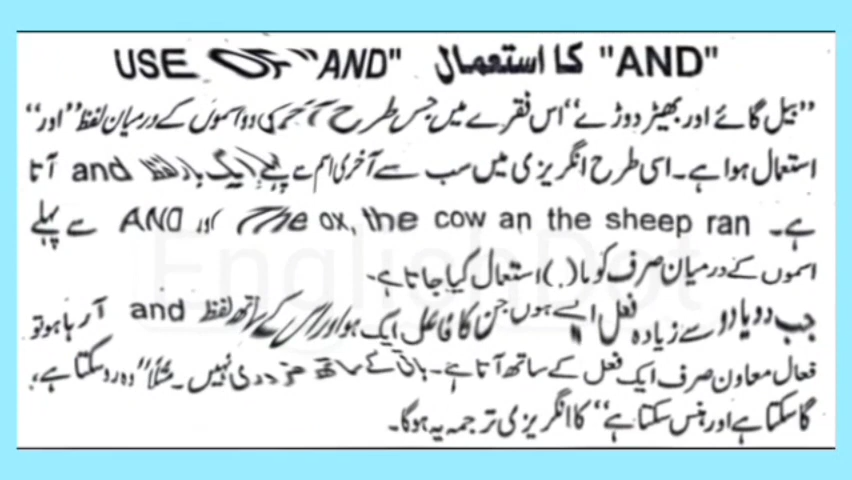 USE OF "AND" کا استعمال "AND"
"بیل گائے اور بھیڑ دوڑے" اس فقرے میں جس طرح آخر کی دو اسموں کے درمیان لفظ "اور"
استعمال ہوا ہے۔ اسی طرح انگریزی میں سب سے آخری اسم سے پہلے ایک بار لفظ and آتا
ہے۔ The ox, the cow an the sheep ran اور AND سے پہلے
اسموں کے درمیان صرف کوما (,) استعمال کیا جاتا ہے۔
جب دو یا دو سے زیادہ فعل ایسے ہوں جن کا فاعل ایک ہو اور اس کے ساتھ لفظ and آ رہا ہو تو
فعال معاون صرف ایک فعل کے ساتھ آتا ہے۔ باقی کے ساتھ ضروری نہیں۔ مثلاً "وہ رو سکتا ہے،
گا سکتا ہے اور ہنس سکتا ہے" کا انگریزی ترجمہ یہ ہوگا۔